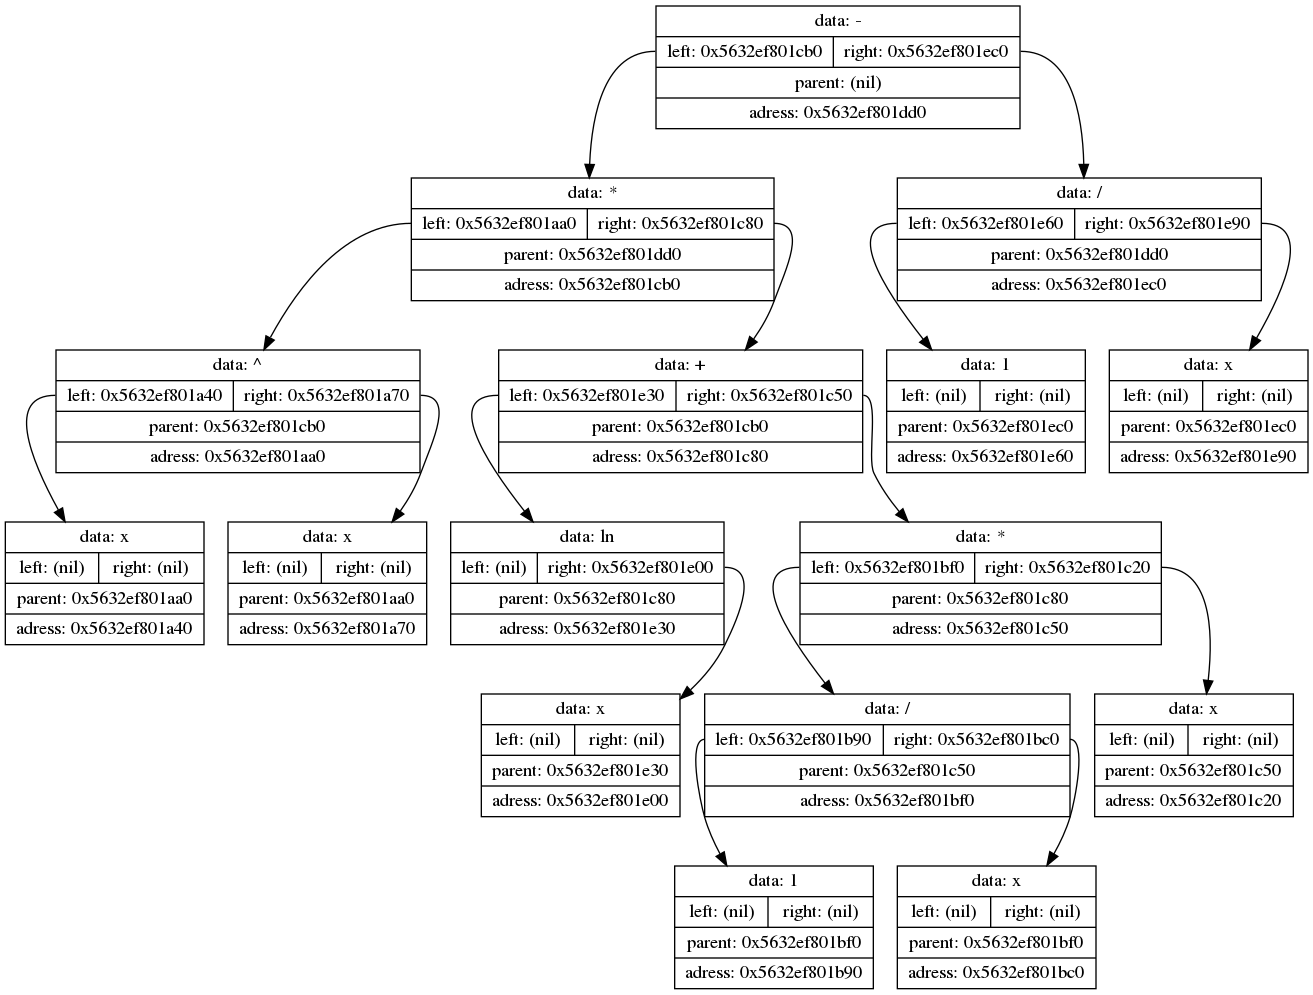 data: -
left: 0x5632ef801cb0 right: 0x5632ef801ec0
parent: (nil)
adress: 0x5632ef801dd0
data: *
left: 0x5632ef801aa0 right: 0x5632ef801c80
parent: 0x5632ef801dd0
adress: 0x5632ef801cb0
data: /
left: 0x5632ef801e60 right: 0x5632ef801e90
parent: 0x5632ef801dd0
adress: 0x5632ef801ec0
data: ^
left: 0x5632ef801a40 right: 0x5632ef801a70
parent: 0x5632ef801cb0
adress: 0x5632ef801aa0
data: +
left: 0x5632ef801e30 right: 0x5632ef801c50
parent: 0x5632ef801cb0
adress: 0x5632ef801c80
data: 1
left: (nil) right: (nil)
parent: 0x5632ef801ec0
adress: 0x5632ef801e60
data: x
left: (nil) right: (nil)
parent: 0x5632ef801ec0
adress: 0x5632ef801e90
data: x
left: (nil) right: (nil)
parent: 0x5632ef801aa0
adress: 0x5632ef801a40
data: x
left: (nil) right: (nil)
parent: 0x5632ef801aa0
adress: 0x5632ef801a70
data: ln
left: (nil) right: 0x5632ef801e00
parent: 0x5632ef801c80
adress: 0x5632ef801e30
data: *
left: 0x5632ef801bf0 right: 0x5632ef801c20
parent: 0x5632ef801c80
adress: 0x5632ef801c50
data: x
left: (nil) right: (nil)
parent: 0x5632ef801e30
adress: 0x5632ef801e00
data: /
left: 0x5632ef801b90 right: 0x5632ef801bc0
parent: 0x5632ef801c50
adress: 0x5632ef801bf0
data: x
left: (nil) right: (nil)
parent: 0x5632ef801c50
adress: 0x5632ef801c20
data: 1
left: (nil) right: (nil)
parent: 0x5632ef801bf0
adress: 0x5632ef801b90
data: x
left: (nil) right: (nil)
parent: 0x5632ef801bf0
adress: 0x5632ef801bc0